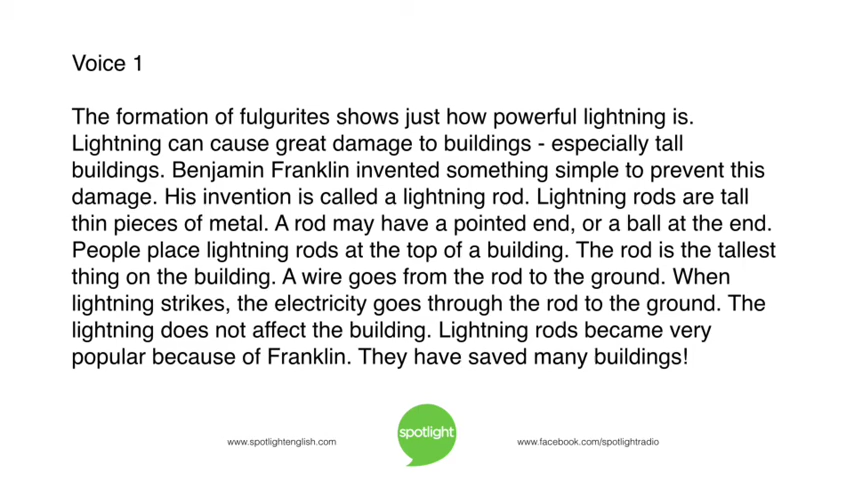 Voice 1
The formation of fulgurites shows just how powerful lightning is.
Lightning can cause great damage to buildings - especially tall
buildings. Benjamin Franklin invented something simple to prevent this
damage. His invention is called a lightning rod. Lightning rods are tall
thin pieces of metal. A rod may have a pointed end, or a ball at the end.
People place lightning rods at the top of a building. The rod is the tallest
thing on the building. A wire goes from the rod to the ground. When
lightning strikes, the electricity goes through the rod to the ground. The
lightning does not affect the building. Lightning rods became very
popular because of Franklin. They have saved many buildings!
www.spotlightenglish.com
spotlight
www.facebook.com/spotlightradio